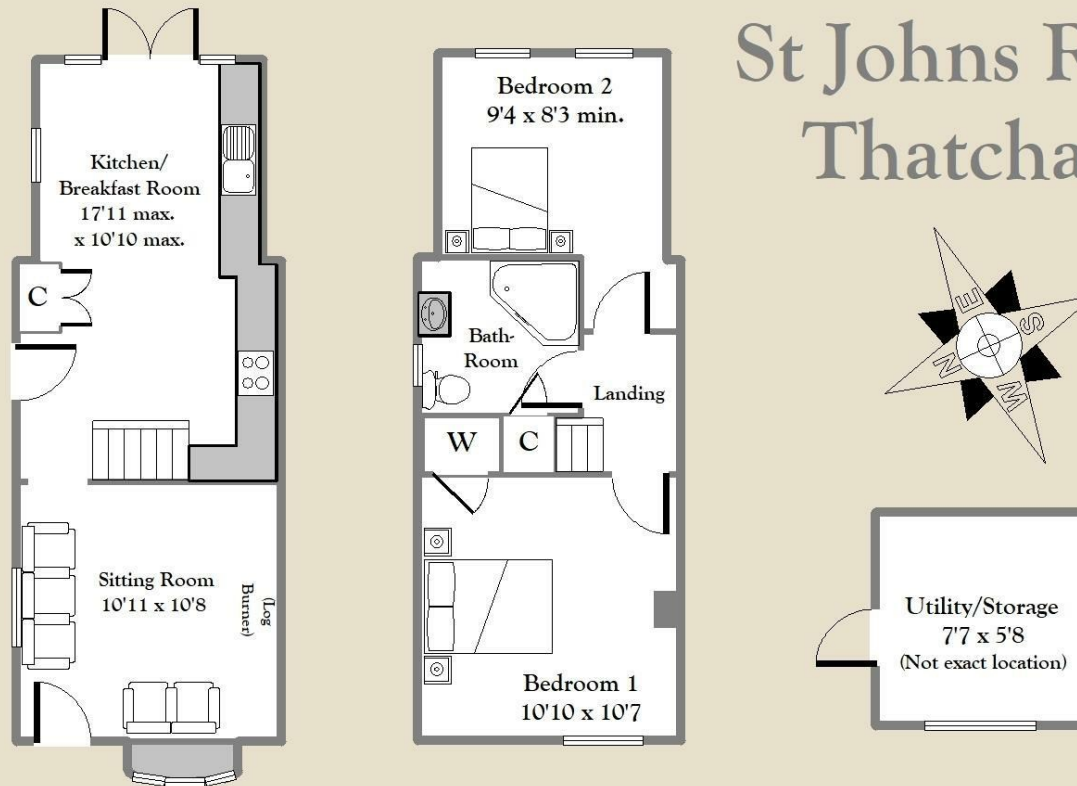 St Johns R
Thatcha
Kitchen/
Breakfast Room
17'11 max.
x 10'10 max.
C
Sitting Room
10'11 x 10'8
(Log
Burner)
Bedroom 2
9'4 x 8'3 min.
Bath-
Room
Landing
W
C
Bedroom 1
10'10 x 10'7
E
S
N
W
Utility/Storage
7'7 x 5'8
(Not exact location)